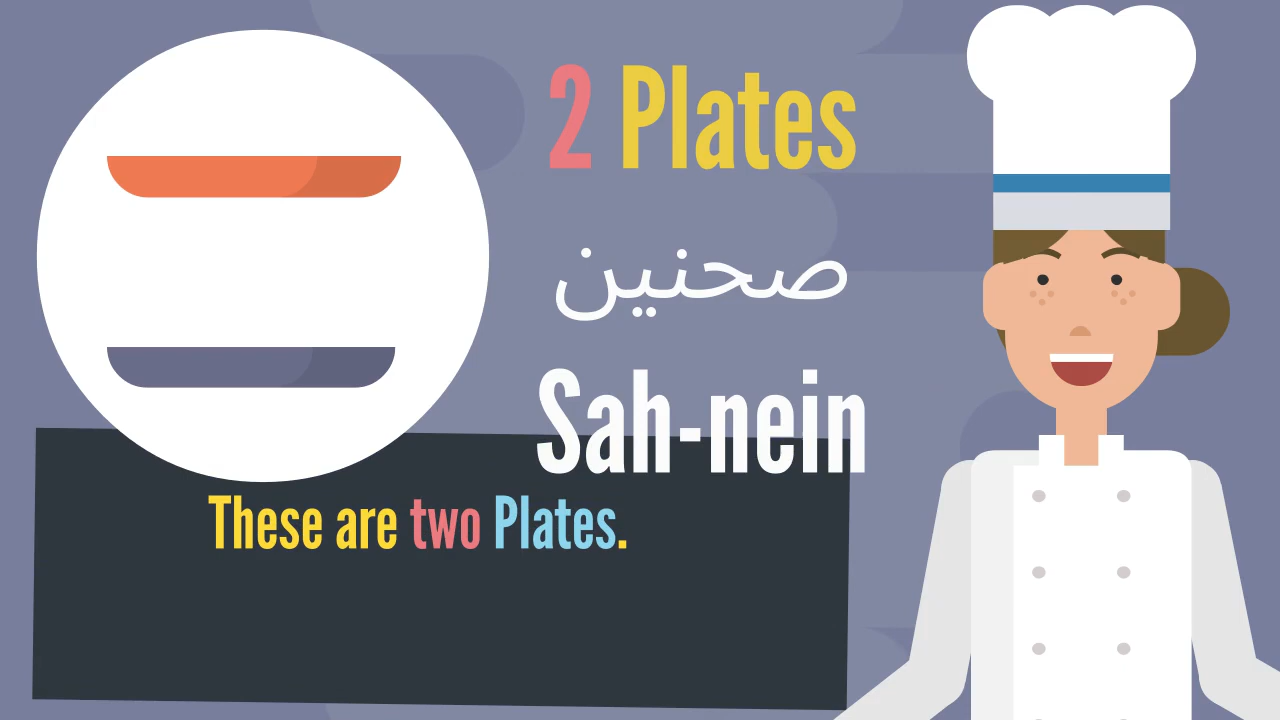 2 Plates
صحنين
Sah-nein
These are two Plates.